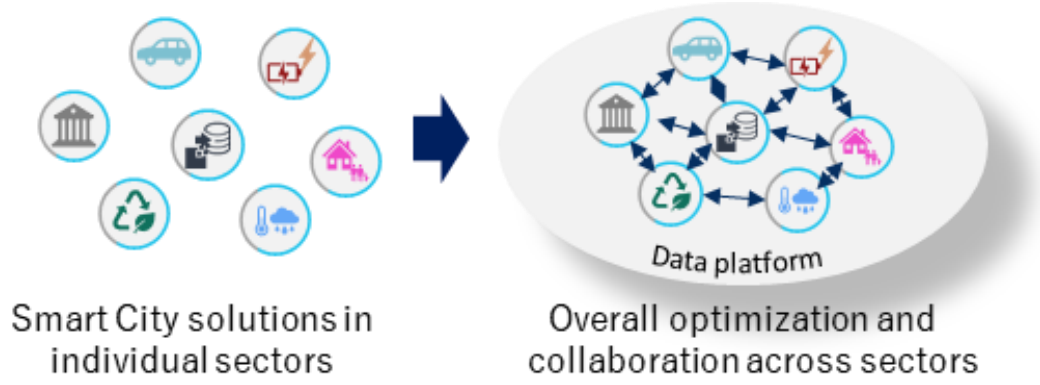 Data platform
Smart City solutions in
individual sectors
Overall optimization and
collaboration across sectors